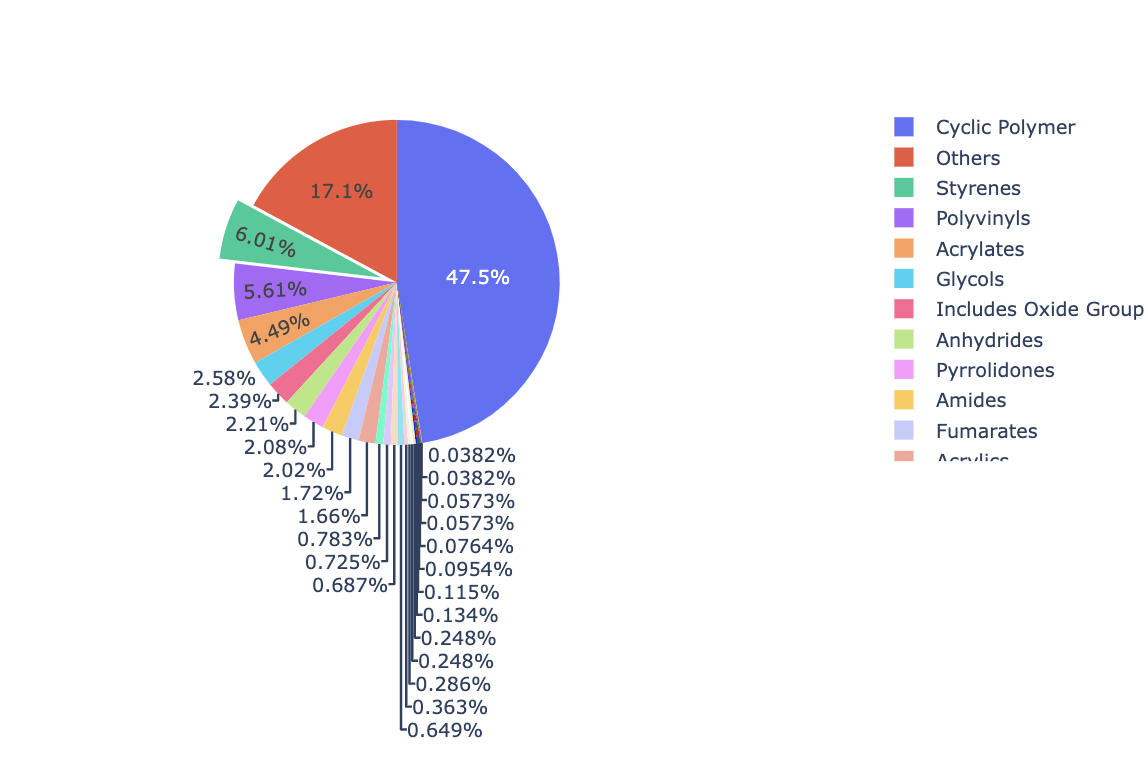 17.1%
6.01%
47.5%
5.61%
4.49%
2.58%
2.39%
2.21%
2.08%
2.02%
1.72%
1.66%
0.783%
0.725%
0.687%
0.0382%
0.0382%
0.0573%
0.0573%
0.0764%
0.0954%
0.115%
0.134%
0.248%
0.248%
0.286%
0.363%
0.649%
Cyclic Polymer
Others
Styrenes
Polyvinyls
Acrylates
Glycols
Includes Oxide Group
Anhydrides
Pyrrolidones
Amides
Fumarates
Acrylics